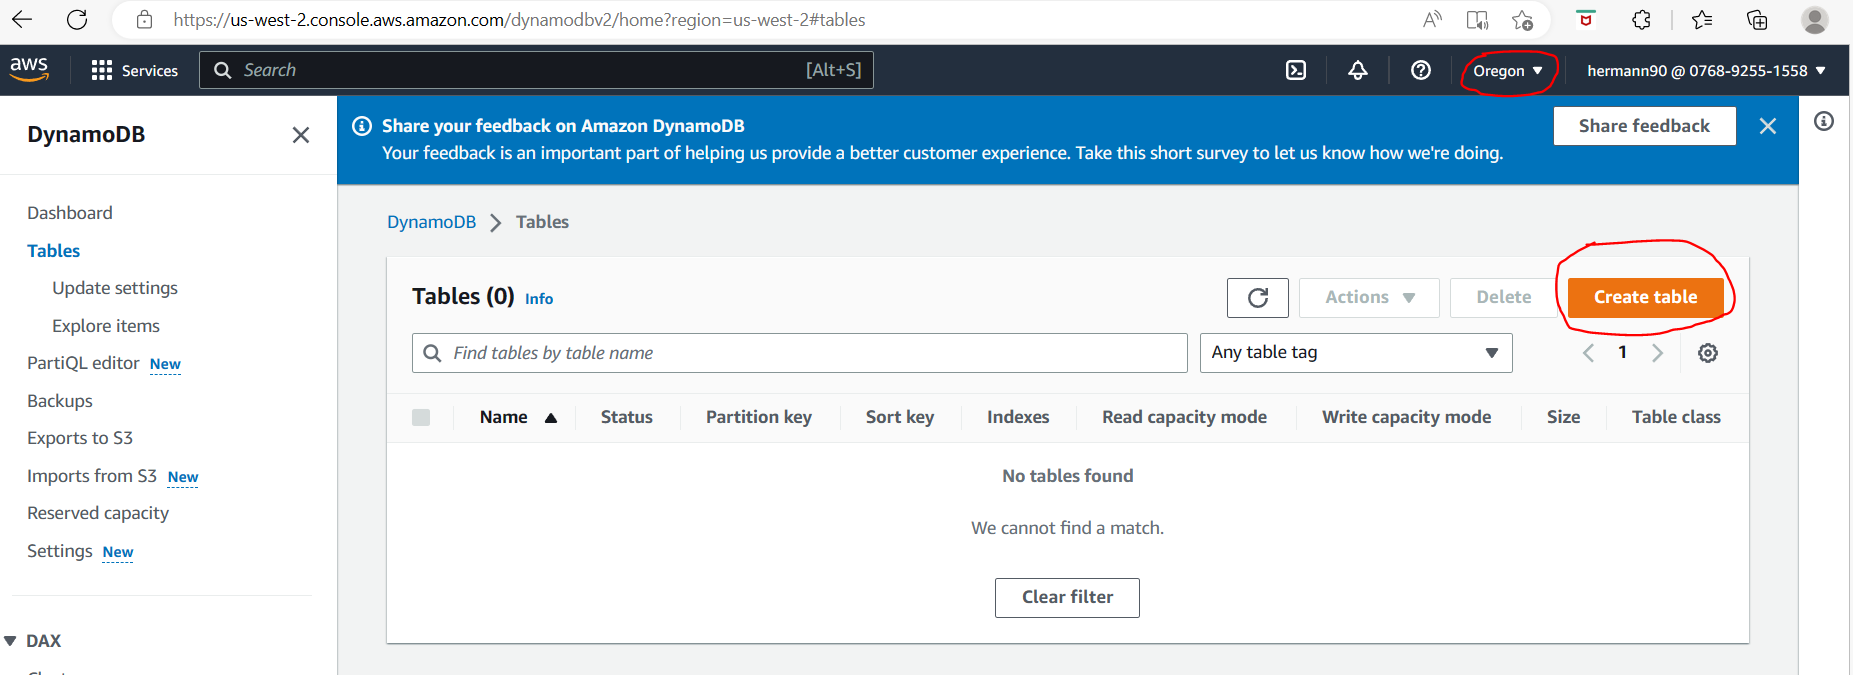 https://us-west-2.console.aws.amazon.com/dynamodbv2/home?region=us-west-2#tables
aws Services Search [Alt+S] Oregon hermann90 @ 0768-9255-1558
DynamoDB
Share your feedback on Amazon DynamoDB
Your feedback is an important part of helping us provide a better customer experience. Take this short survey to let us know how we're doing.
Share feedback
Dashboard
Tables
Update settings
Explore items
PartiQL editor New
Backups
Exports to S3
Imports from S3 New
Reserved capacity
Settings New
DAX
DynamoDB Tables
Tables (0) Info
Actions Delete Create table
Find tables by table name Any table tag 1
Name Status Partition key Sort key Indexes Read capacity mode Write capacity mode Size Table class
No tables found
We cannot find a match.
Clear filter